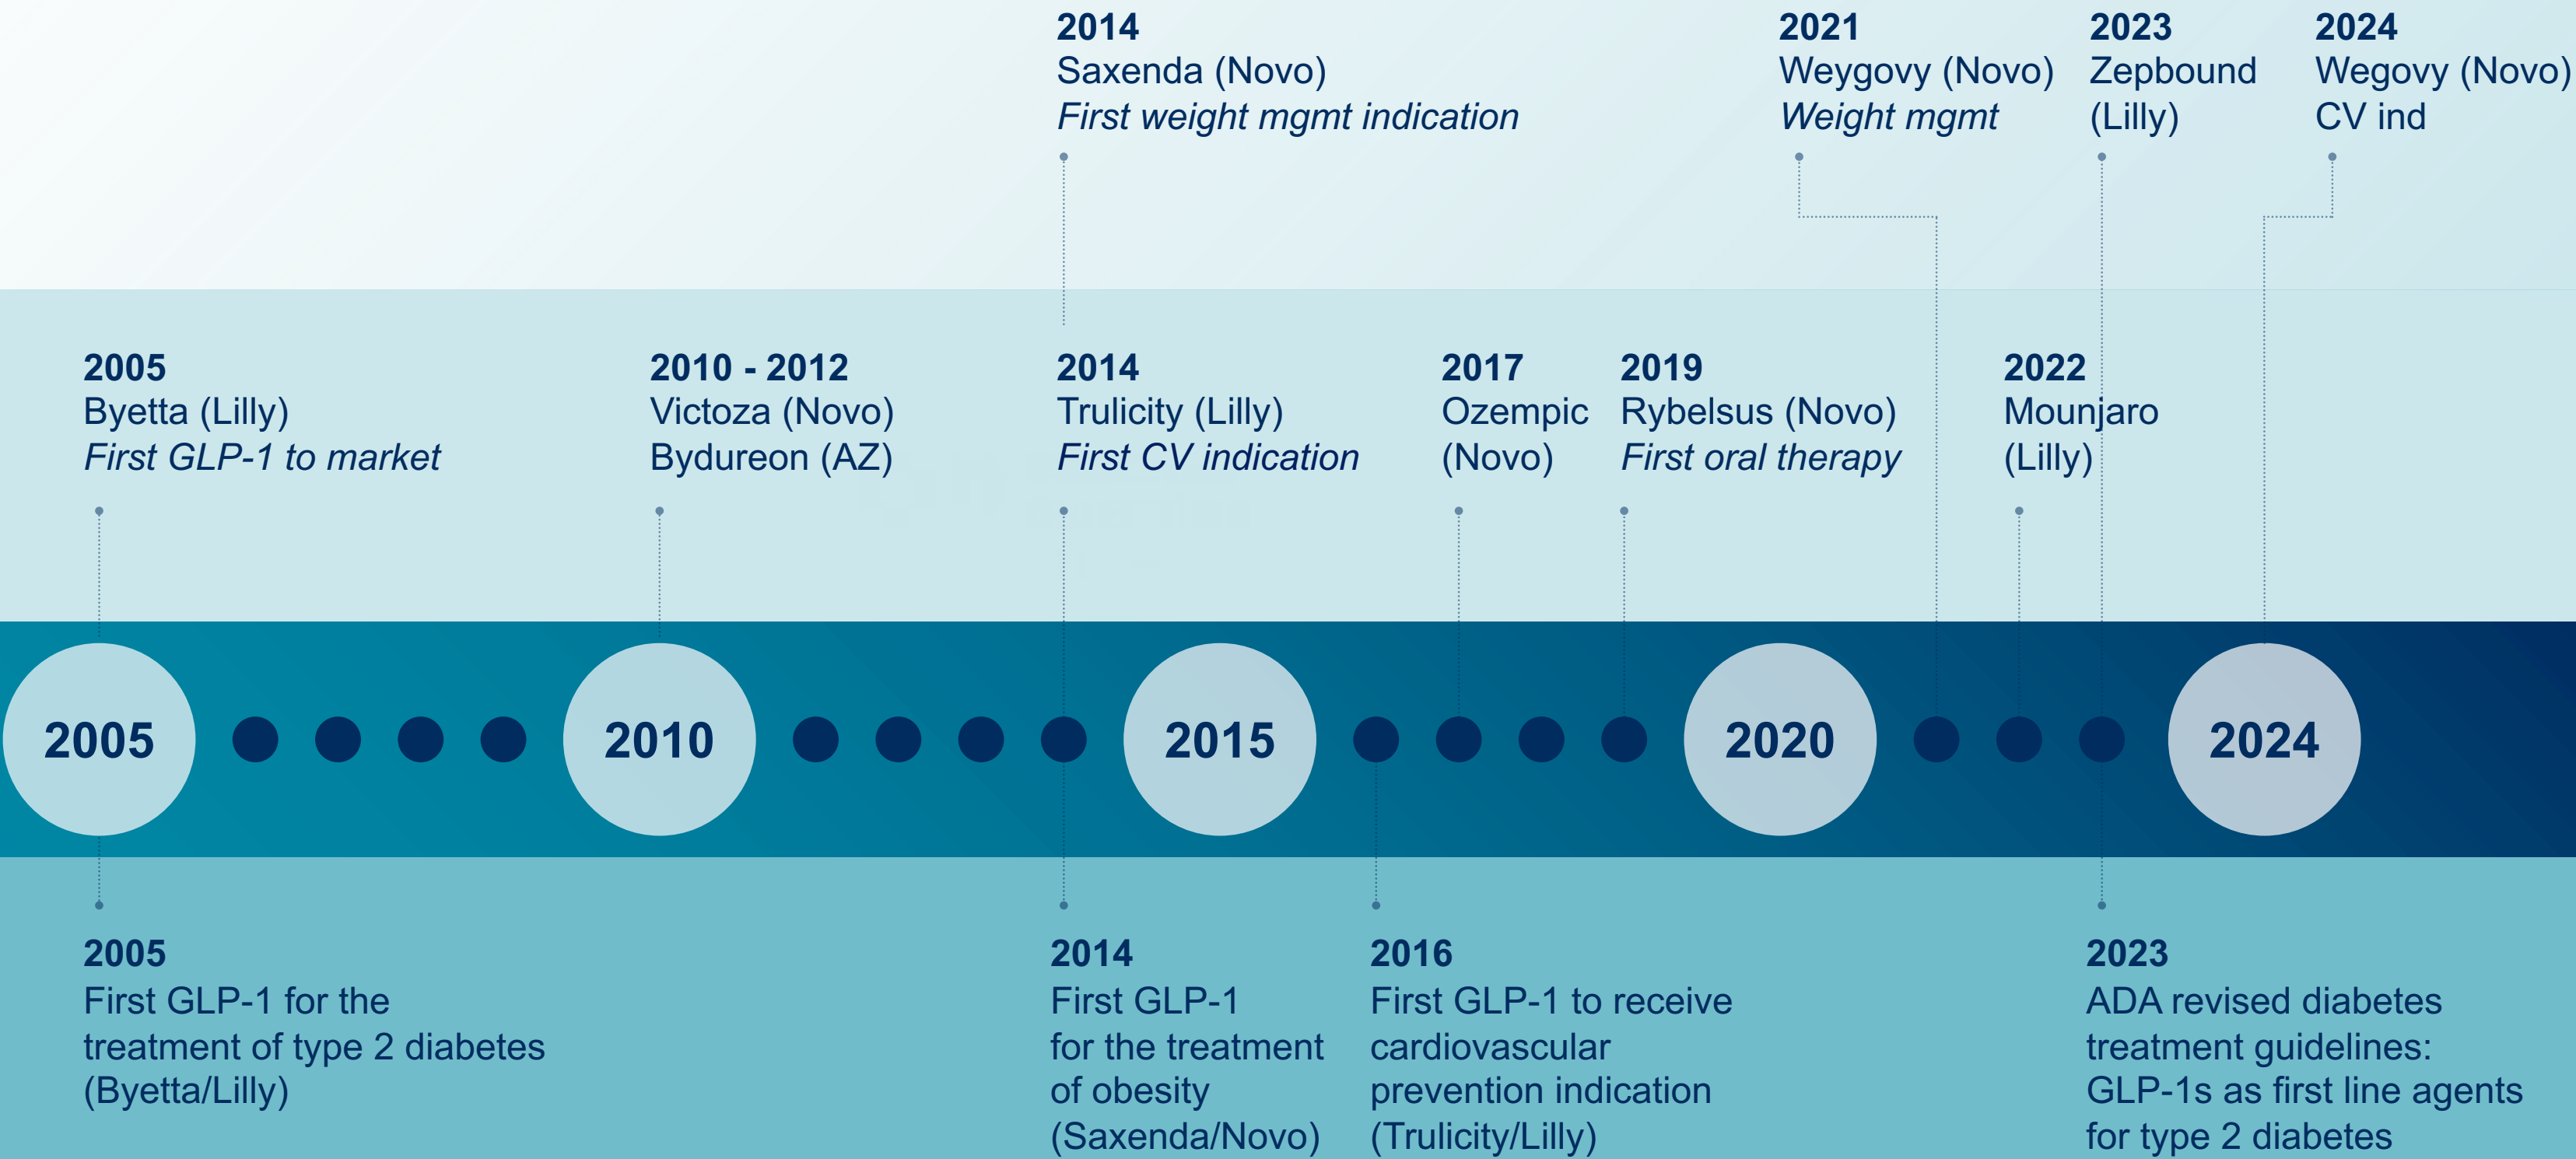 2014
Saxenda (Novo)
First weight mgmt indication
2021
Weygovy (Novo)
Weight mgmt
2023
Zepbound
(Lilly)
2024
Wegovy (Novo)
CV ind
2005
Byetta (Lilly)
First GLP-1 to market
2010 - 2012
Victoza (Novo)
Bydureon (AZ)
2014
Trulicity (Lilly)
First CV indication
2017
Ozempic
(Novo)
2019
Rybelsus (Novo)
First oral therapy
2022
Mounjaro
(Lilly)
2005
2010
2015
2020
2024
2005
First GLP-1 for the
treatment of type 2 diabetes
(Byetta/Lilly)
2014
First GLP-1
for the treatment
of obesity
(Saxenda/Novo)
2016
First GLP-1 to receive
cardiovascular
prevention indication
(Trulicity/Lilly)
2023
ADA revised diabetes
treatment guidelines:
GLP-1s as first line agents
for type 2 diabetes